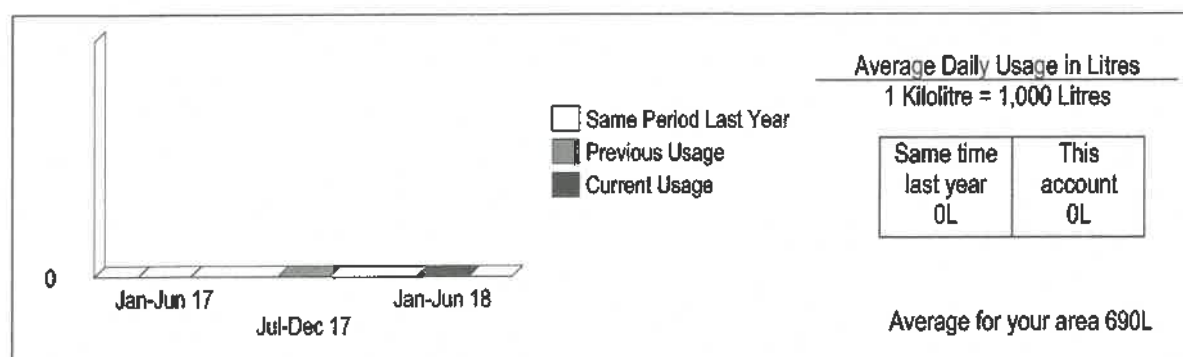 0
Jan-Jun 17
Jul-Dec 17
Jan-Jun 18
Same Period Last Year
Previous Usage
Current Usage
Average Daily Usage in Litres
1 Kilolitre = 1,000 Litres
Same time
last year
0L
This
account
0L
Average for your area 690L